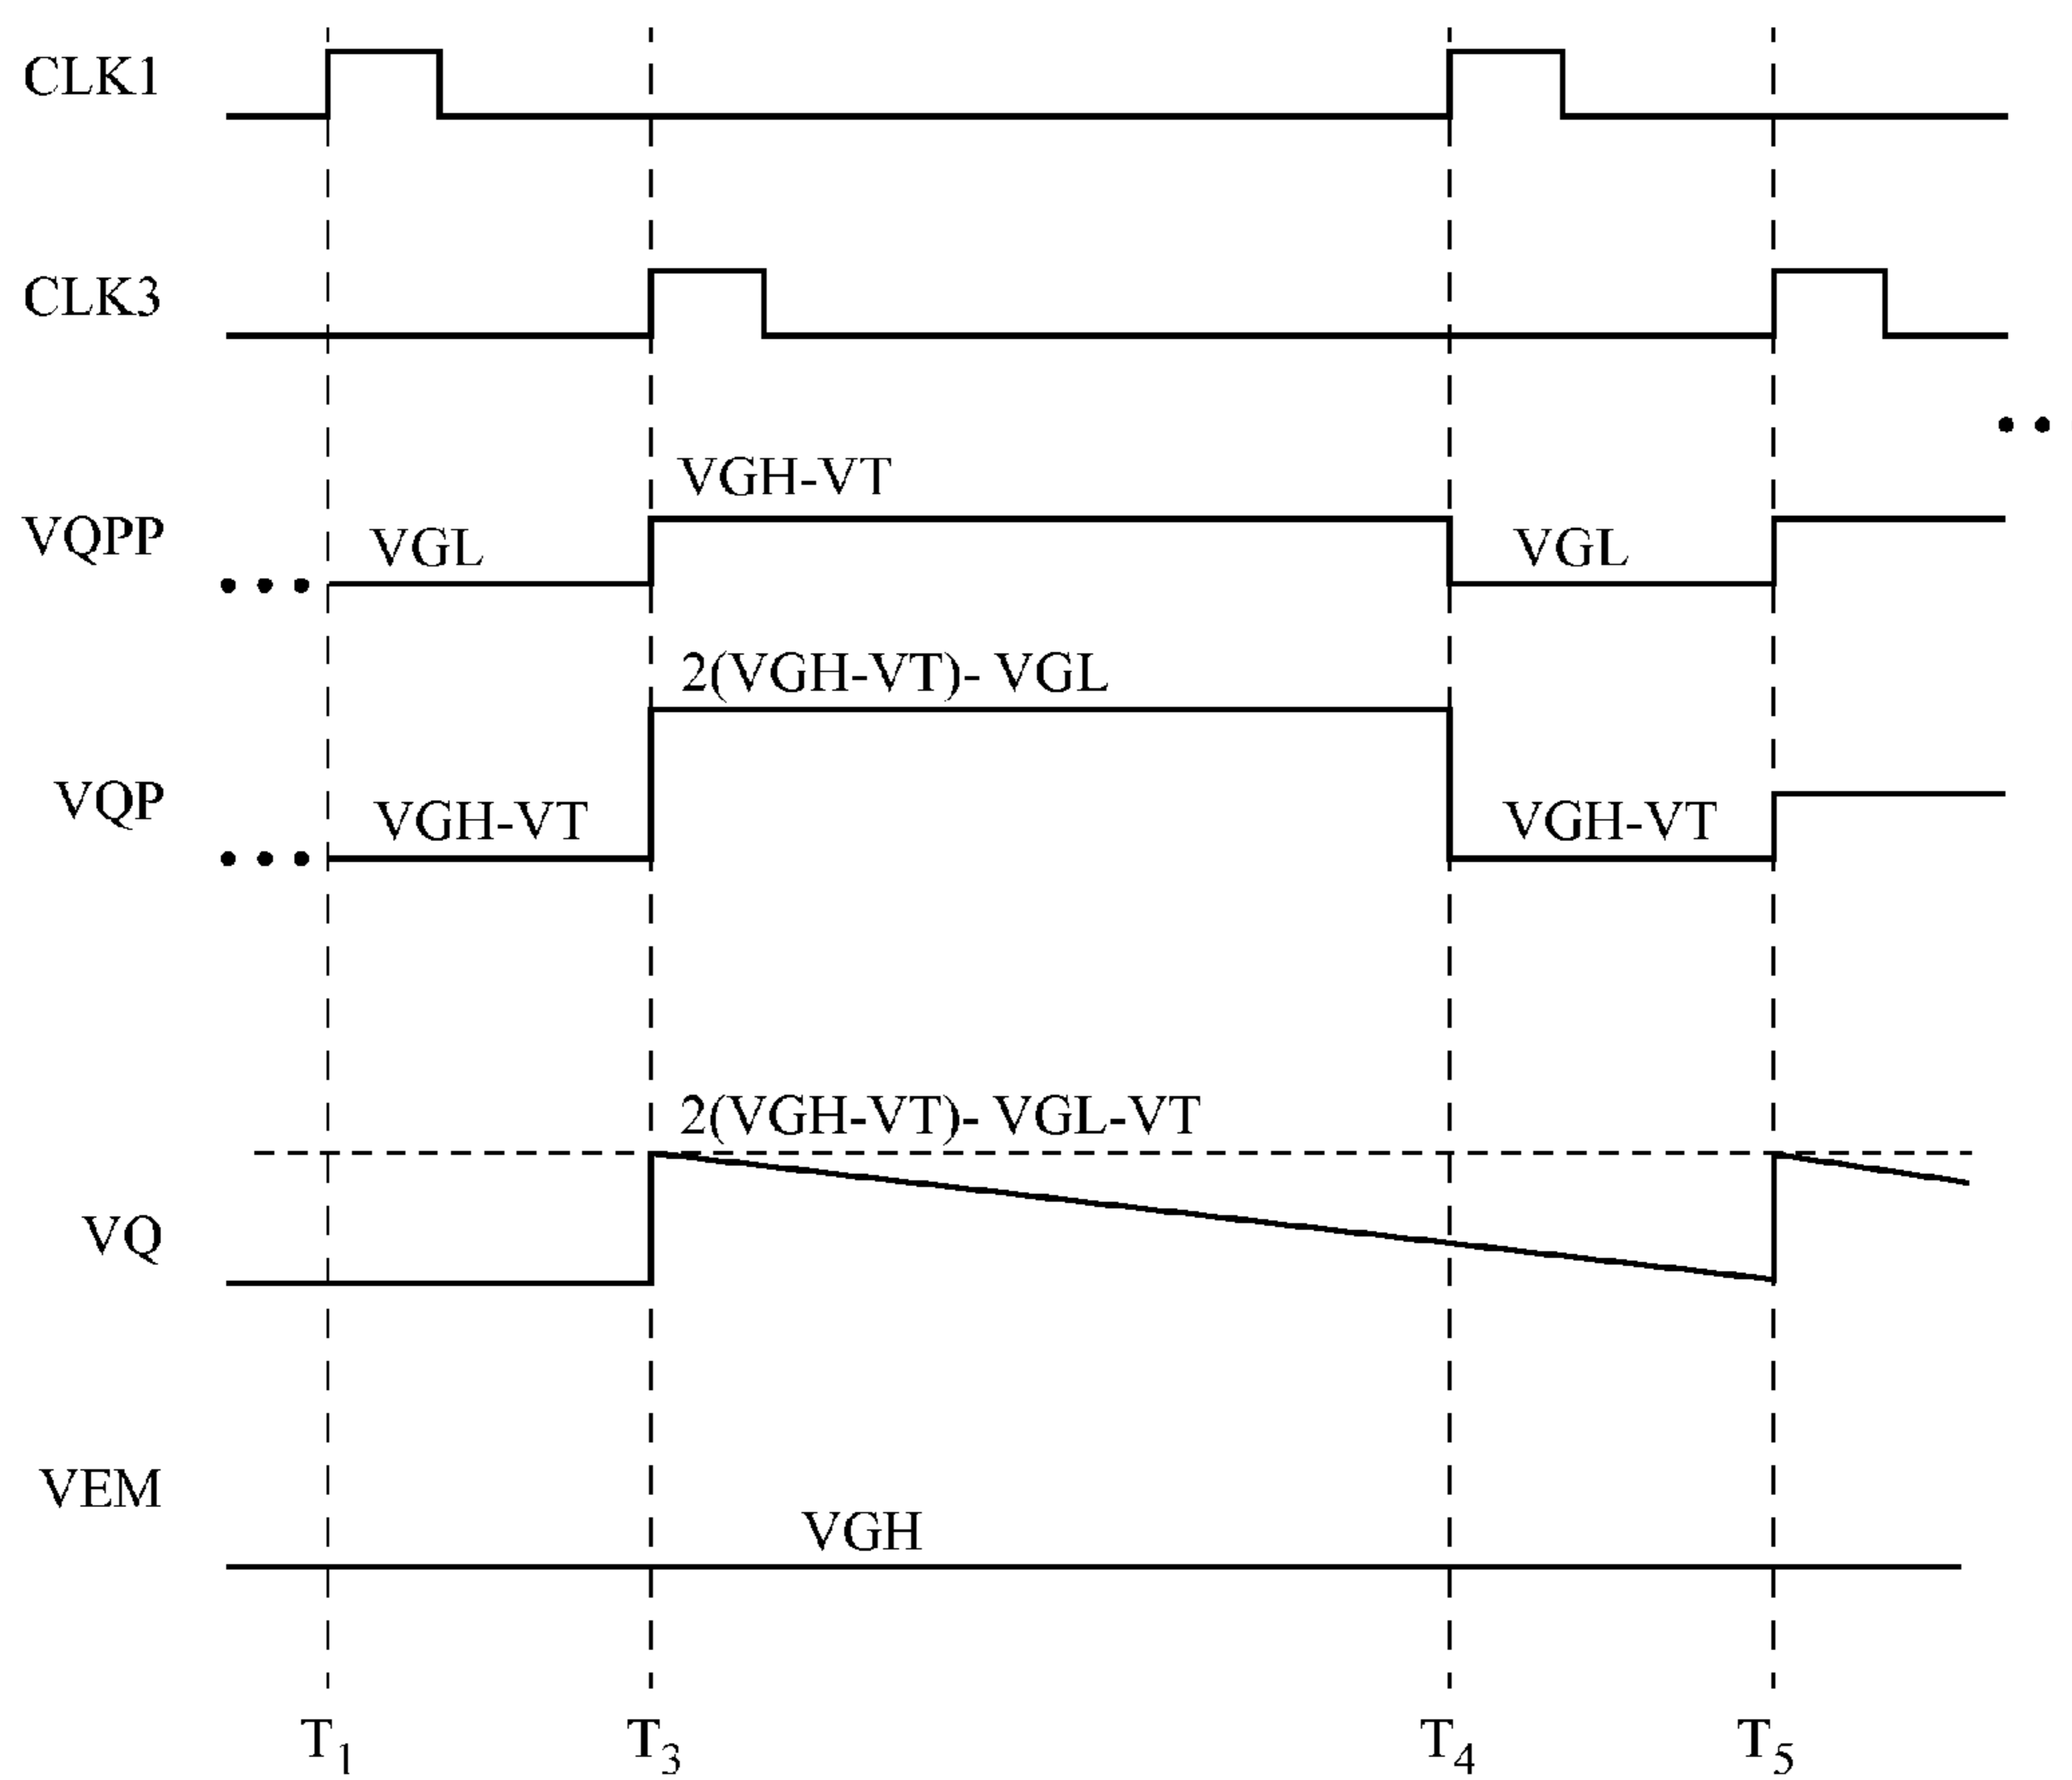 CLK1
CLK3
VGH-VT
VQPP
VGL
VGL
2(VGH-VT)- VGL
VQP
VGH-VT
VGH-VT
2(VGH-VT)- VGL-VT
VQ
VEM
VGH
T1 T3 T4 T5